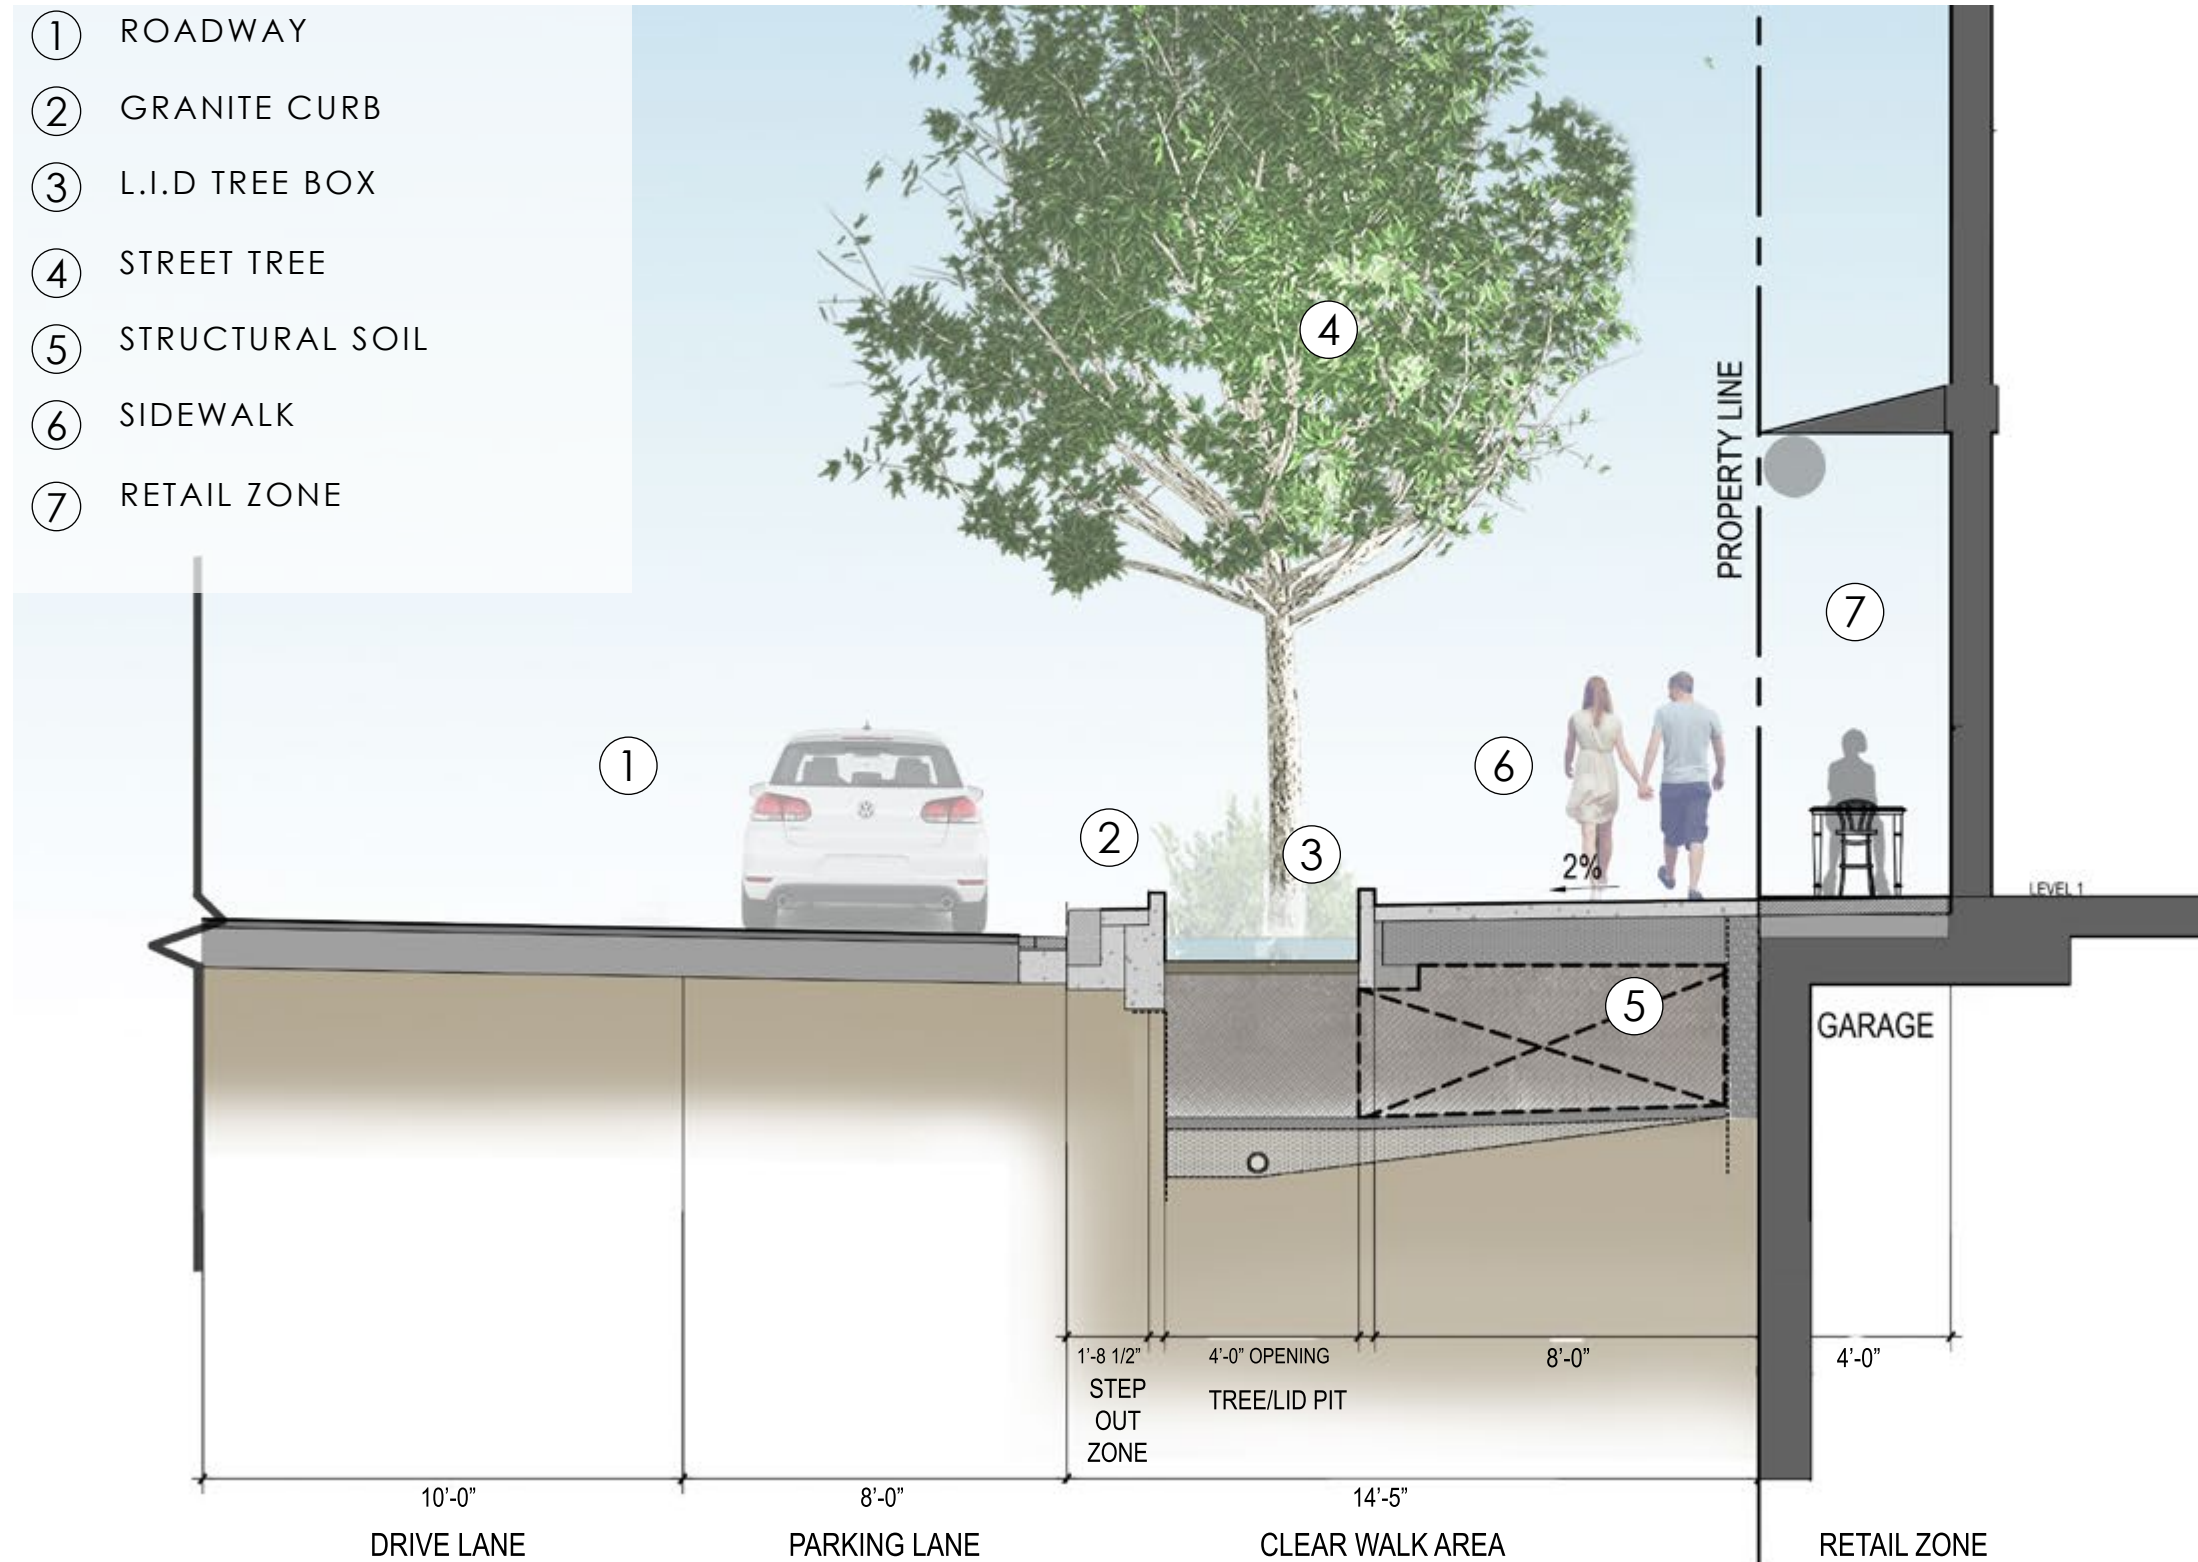 1 ROADWAY
2 GRANITE CURB
3 L.I.D TREE BOX
4 STREET TREE
5 STRUCTURAL SOIL
6 SIDEWALK
7 RETAIL ZONE
4
PROPERTY LINE
7
1
6
2
3
2%
LEVEL 1
5
GARAGE
1'-8 1/2"
STEP
OUT
ZONE
4'-0" OPENING
TREE/LID PIT
8'-0"
4'-0"
10'-0"
8'-0"
14'-5"
DRIVE LANE
PARKING LANE
CLEAR WALK AREA
RETAIL ZONE